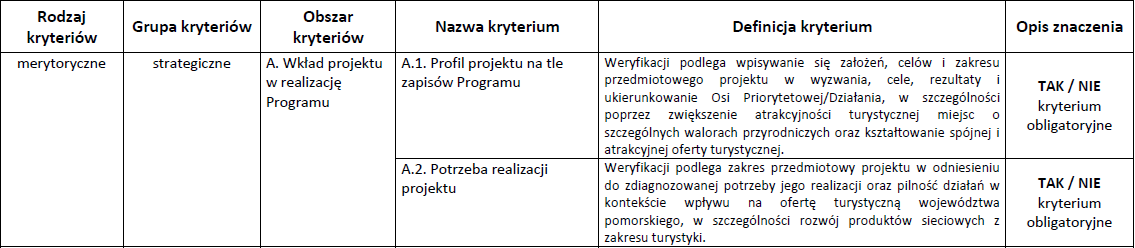 Rodzaj kryteriów
Grupa kryteriów
Obszar kryteriów
Nazwa kryterium
Definicja kryterium
Opis znaczenia
merytoryczne
strategiczne
A. Wkład projektu
w realizację
Programu
A.1. Profil projektu na tle
zapisów Programu
Weryfikacji podlega wpisywanie się założeń, celów i zakresu
przedmiotowego projektu w wyzwania, cele, rezultaty i
ukierunkowanie Osi Priorytetowej/Działania, w szczególności
poprzez zwiększenie atrakcyjności turystycznej miejsc o
szczególnych walorach przyrodniczych oraz kształtowanie spójnej i
atrakcyjnej oferty turystycznej.
TAK / NIE
kryterium
obligatoryjne
A.2. Potrzeba realizacji
projektu
Weryfikacji podlega zakres przedmiotowy projektu w odniesieniu
do zdiagnozowanej potrzeby jego realizacji oraz pilność działań w
kontekście wpływu na ofertę turystyczną województwa
pomorskiego, w szczególności rozwój produktów sieciowych z
zakresu turystyki.
TAK / NIE
kryterium
obligatoryjne